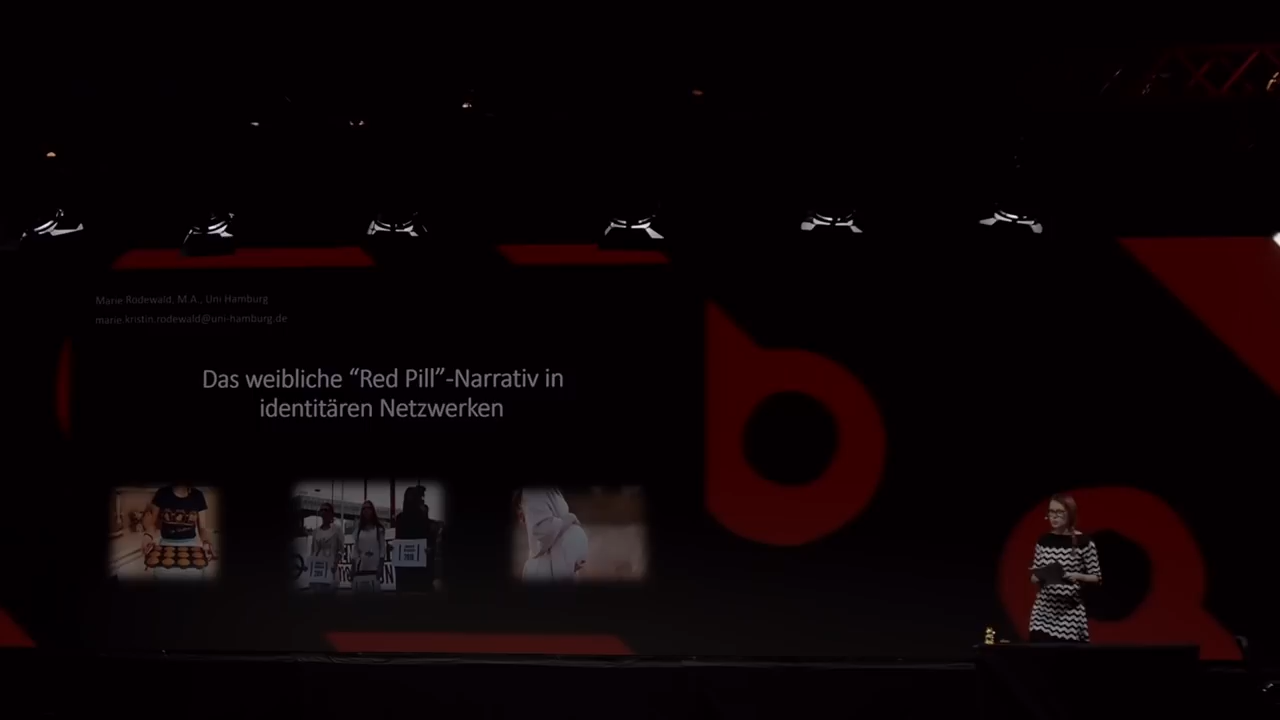 Marie Rodewald, M.A., Uni Hamburg
marie.kristin.rodewald@uni-hamburg.de
Das weibliche “Red Pill”-Narrativ in
identitären Netzwerken